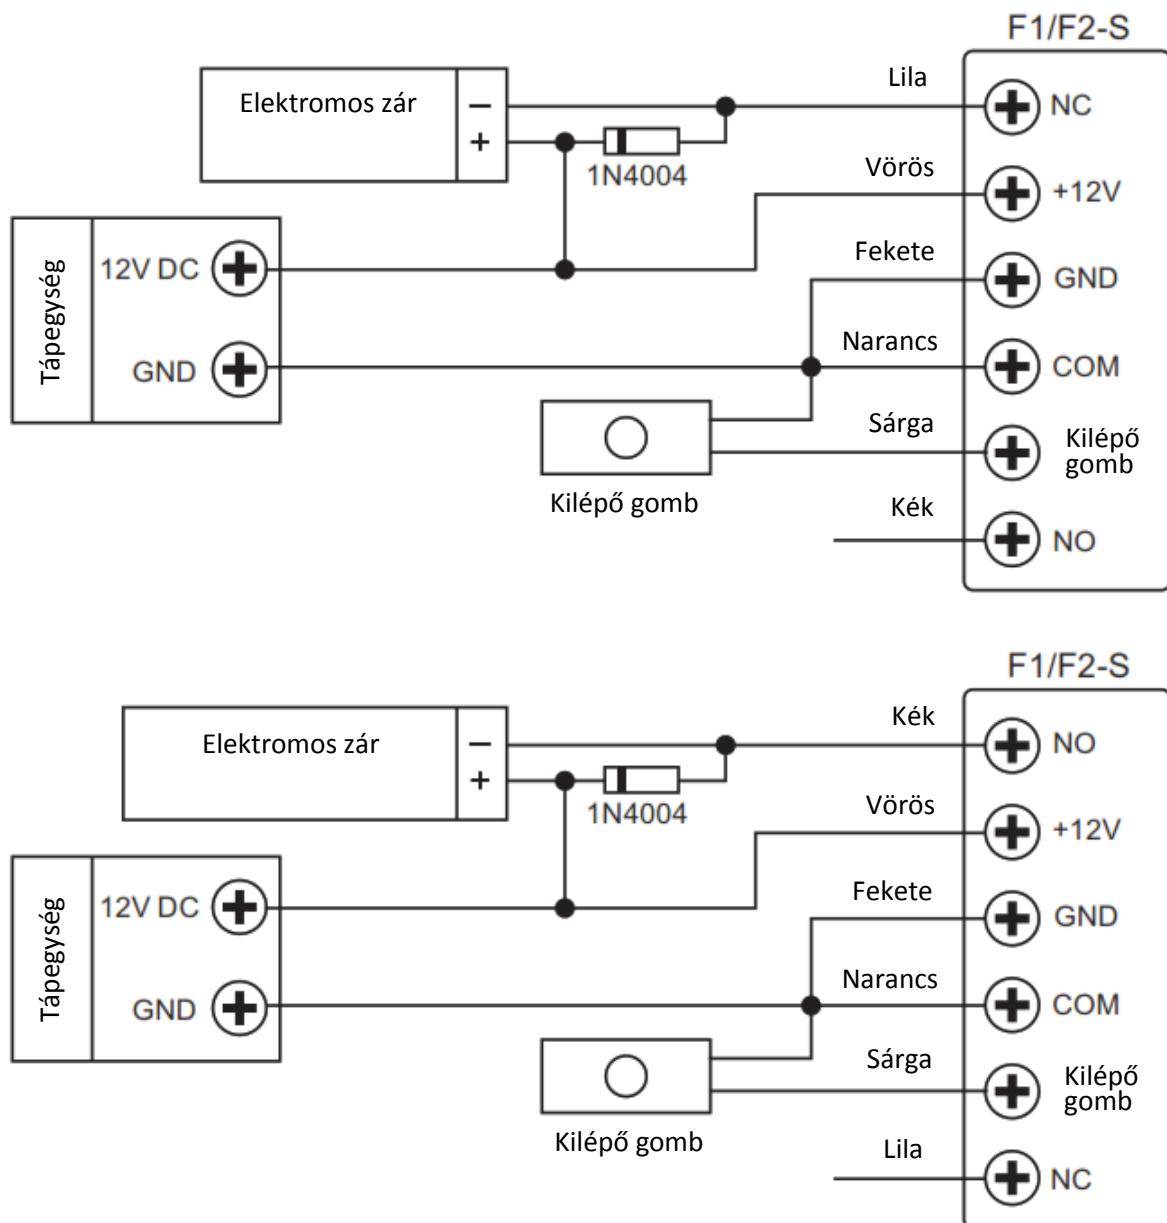 F1/F2-S
Elektromos zár
−
+
1N4004
Lila
NC
Vörös
+12V
Tápegység
12V DC
GND
Fekete
GND
Narancs
COM
Sárga
Kilépő
gomb
Kilépő gomb
Kék
NO
F1/F2-S
Elektromos zár
−
+
1N4004
Kék
NO
Vörös
+12V
Tápegység
12V DC
GND
Fekete
GND
Narancs
COM
Sárga
Kilépő
gomb
Kilépő gomb
Lila
NC